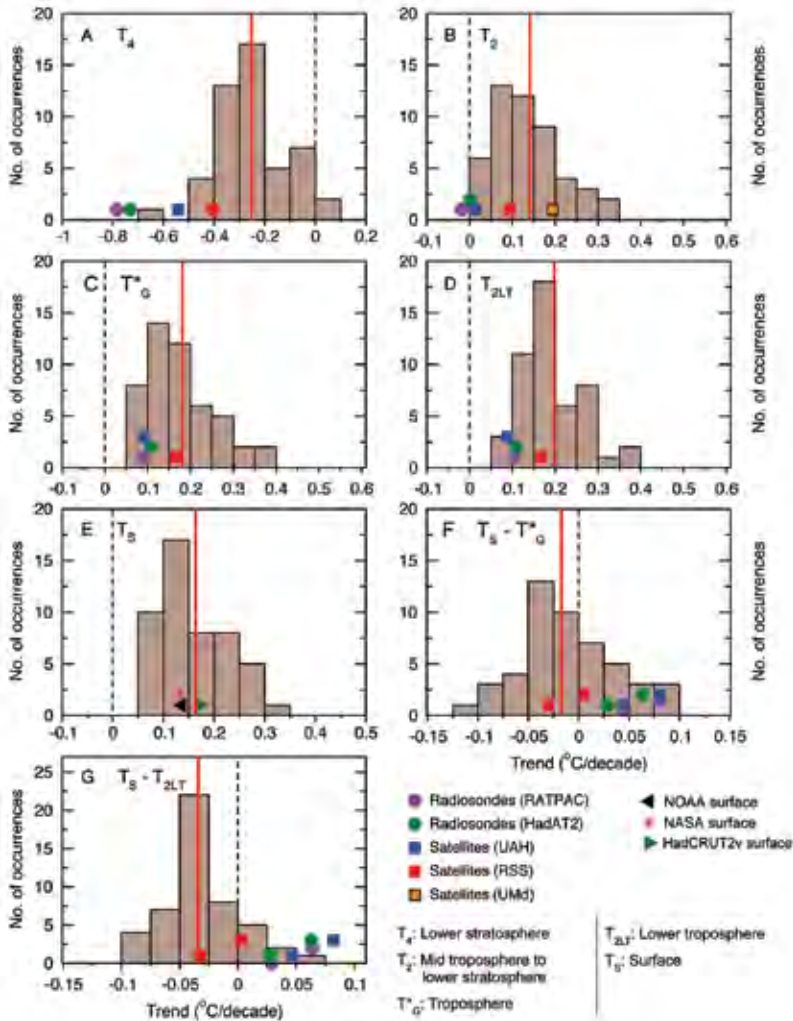 A T4
No. of occurrences
20
15
10
5
0
-1 -0.8 -0.6 -0.4 -0.2 0 0.2
B T2
No. of occurrences
20
15
10
5
0
-0.1 0 0.1 0.2 0.3 0.4 0.5 0.6
C T*G
No. of occurrences
20
15
10
5
0
-0.1 0 0.1 0.2 0.3 0.4 0.5 0.6
D T2LT
No. of occurrences
20
15
10
5
0
-0.1 0 0.1 0.2 0.3 0.4 0.5 0.6
E TS
No. of occurrences
20
15
10
5
0
-0.1 0 0.1 0.2 0.3 0.4 0.5
F TS - T*G
No. of occurrences
20
15
10
5
0
-0.15 -0.1 -0.05 0 0.05 0.1 0.15
Trend (°C/decade)
G TS - T2LT
No. of occurrences
25
20
15
10
5
0
-0.15 -0.1 -0.05 0 0.05 0.1
Trend (°C/decade)
Radiosondes (RATPAC)
Radiosondes (HadAT2)
Satellites (UAH)
Satellites (RSS)
Satellites (UMd)
NOAA surface
NASA surface
HadCRUT2v surface
T4: Lower stratosphere
T2: Mid troposphere to
lower stratosphere
T*G: Troposphere
T2LT: Lower troposphere
TS: Surface